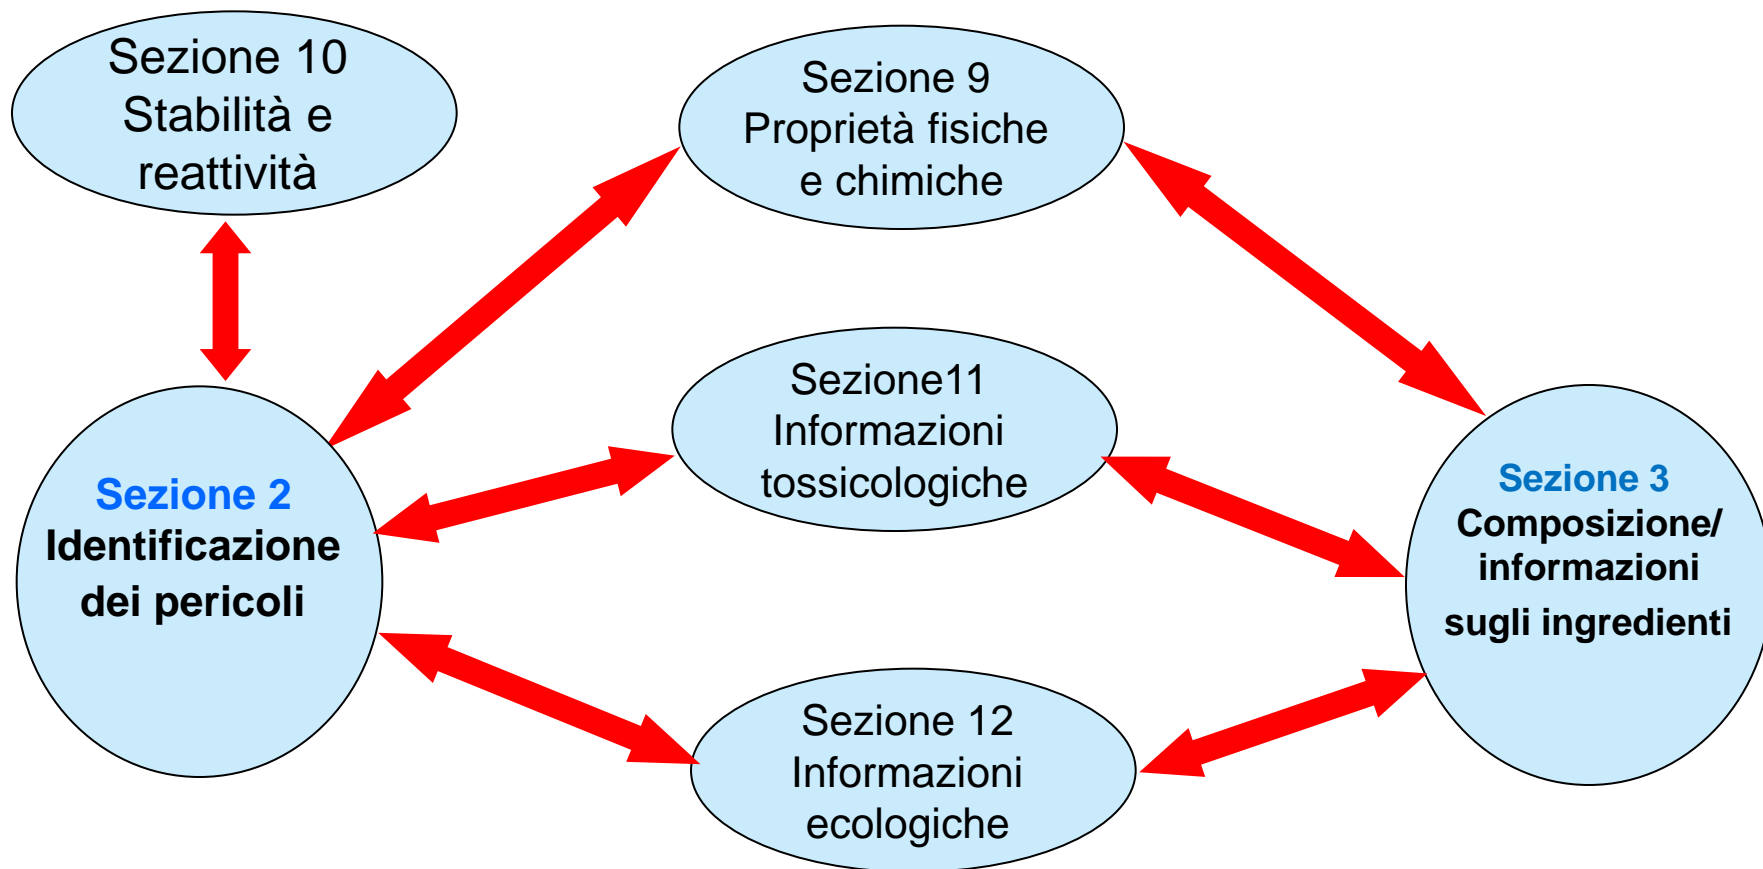 Sezione 10
Stabilità e
reattività
Sezione 9
Proprietà fisiche
e chimiche
Sezione11
Informazioni
tossicologiche
Sezione 2
Identificazione
dei pericoli
Sezione 3
Composizione/
informazioni
sugli ingredienti
Sezione 12
Informazioni
ecologiche